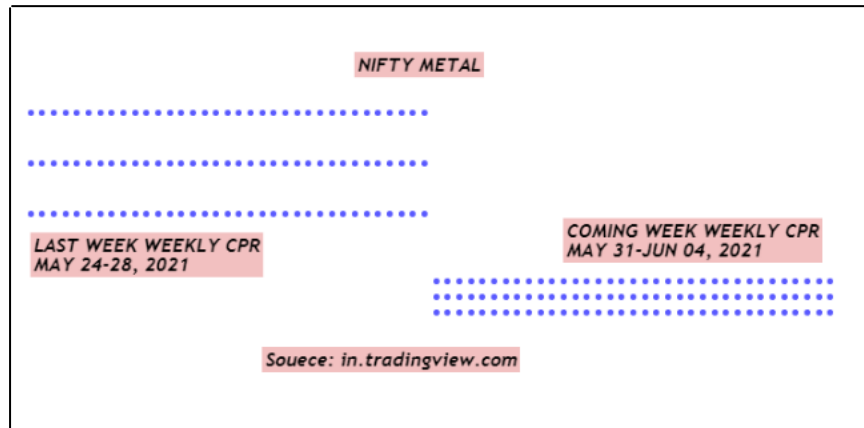 NIFTY METAL
LAST WEEK WEEKLY CPR
MAY 24-28, 2021
COMING WEEK WEEKLY CPR
MAY 31-JUN 04, 2021
Souece: in.tradingview.com